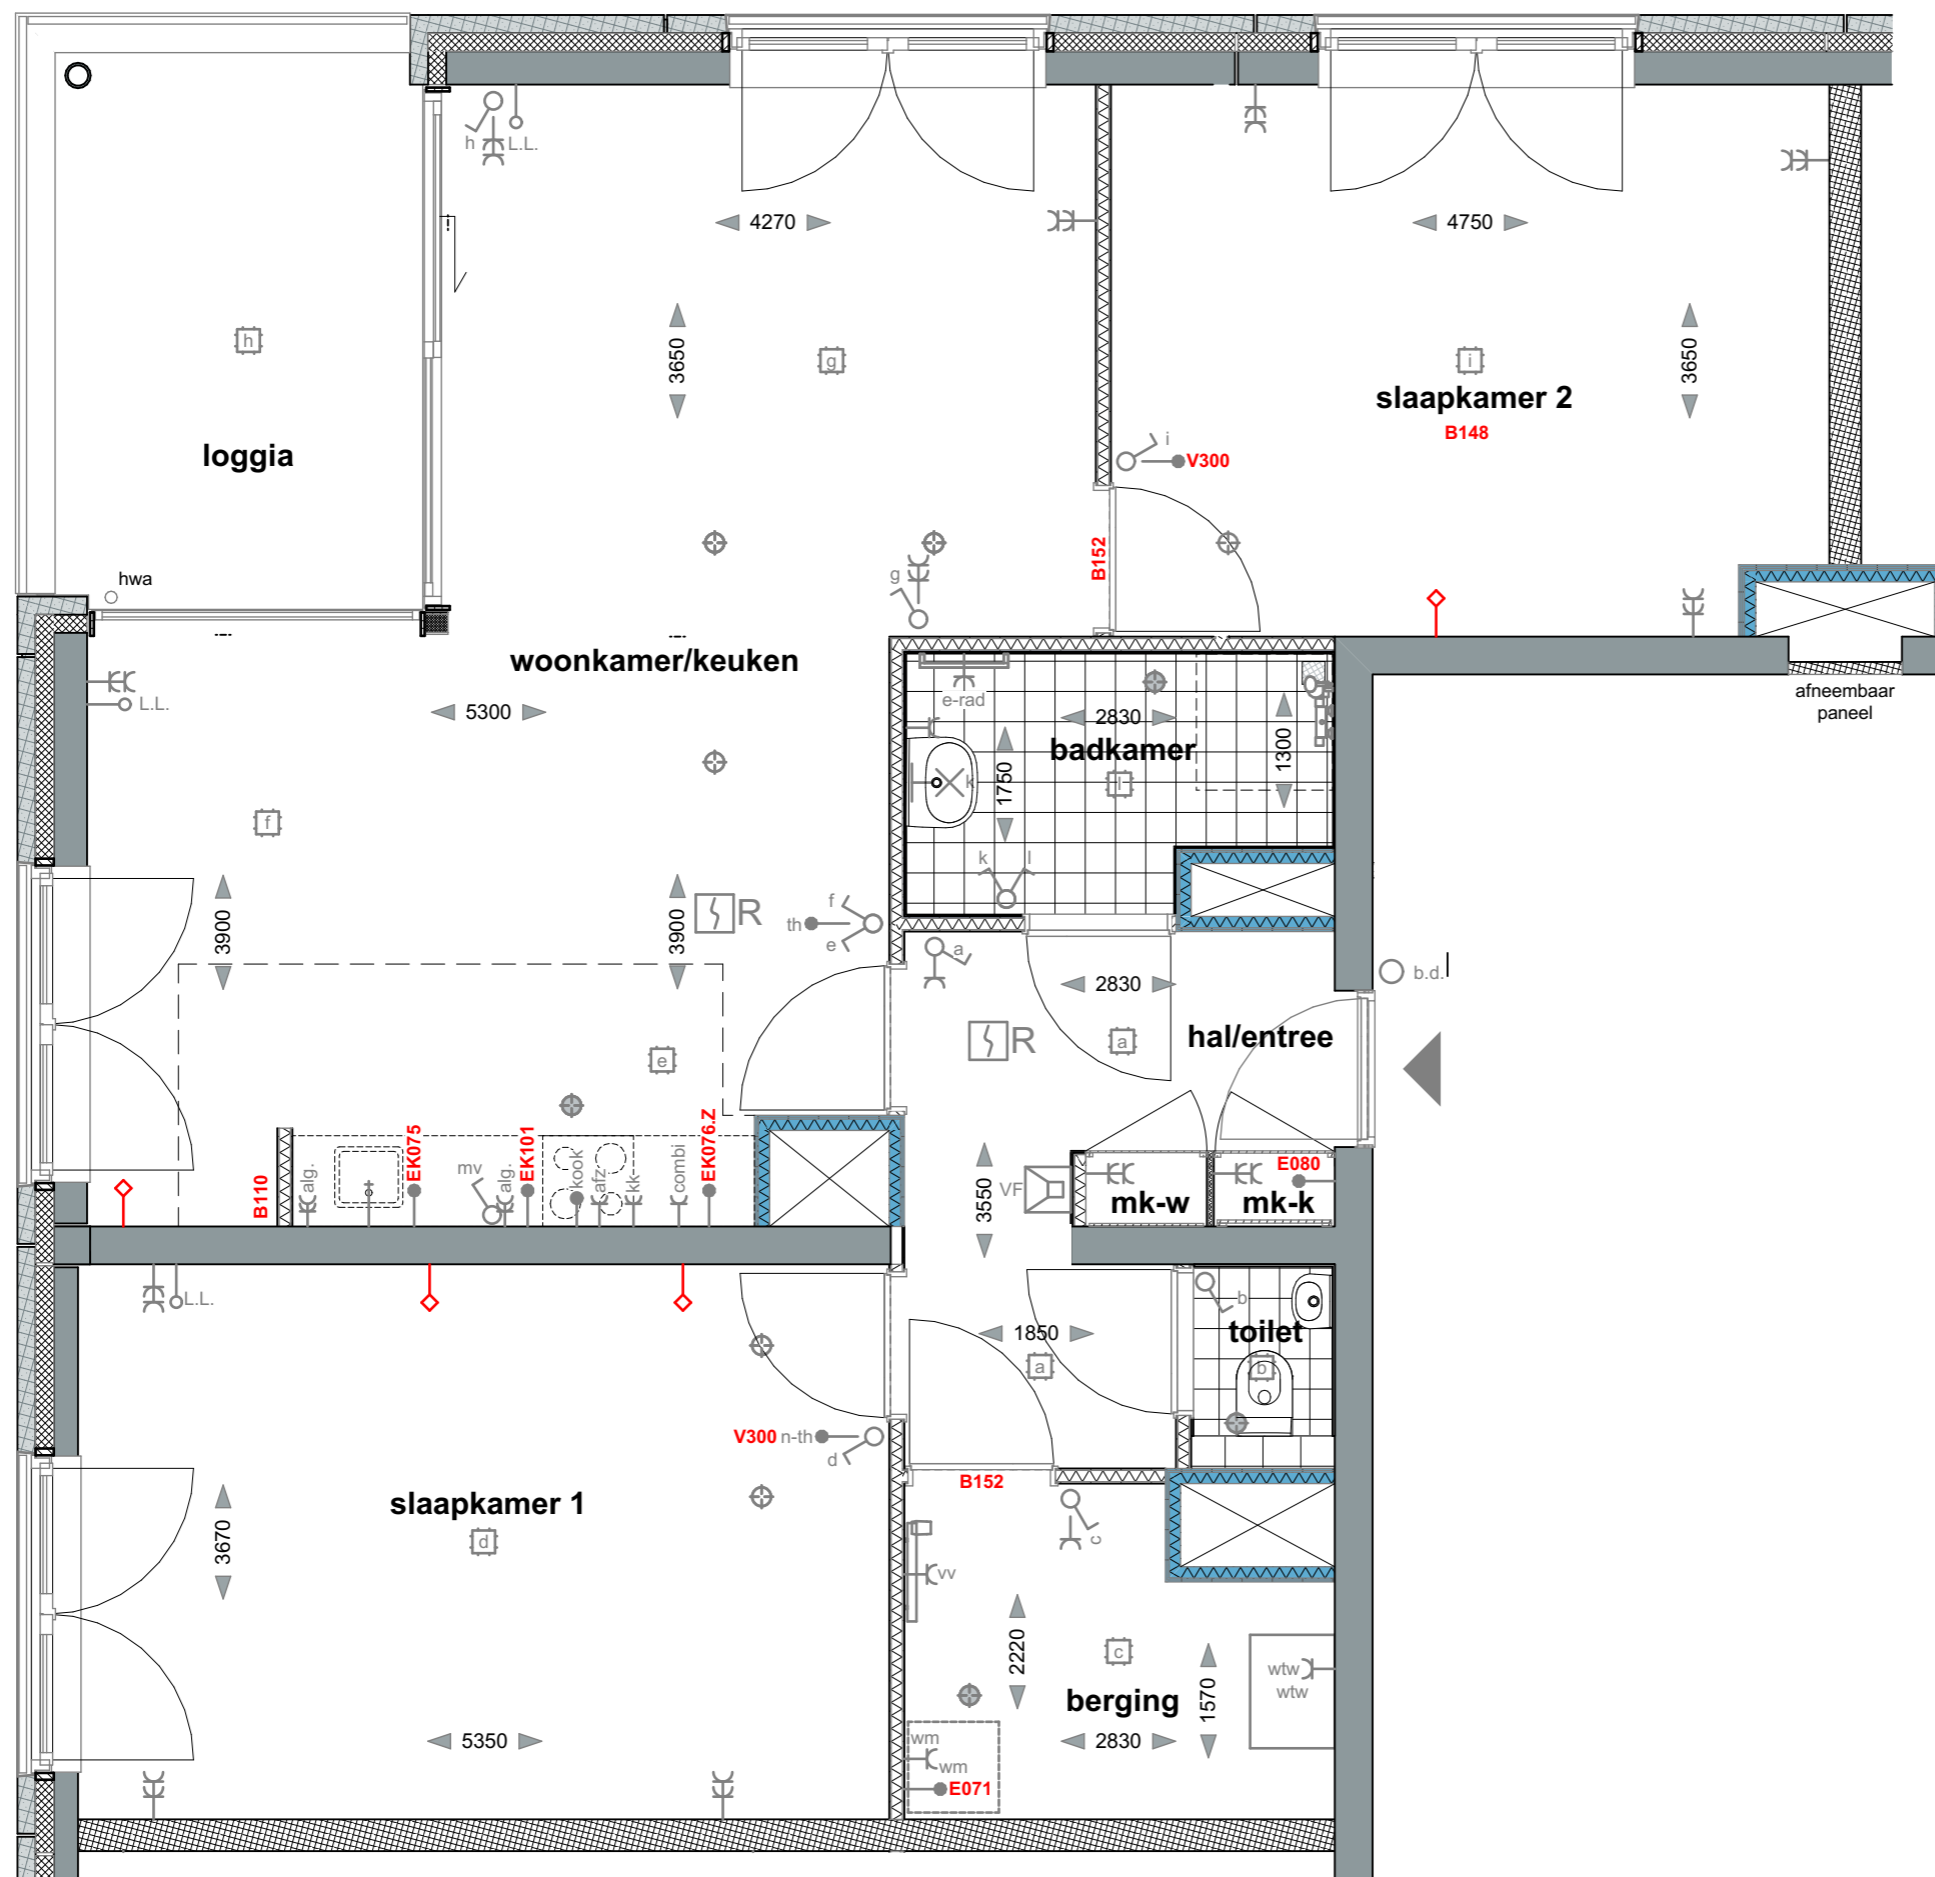 h
L.L.
4270
4750
3650
3650
h
g
i
slaapkamer 2
B148
loggia
i
V300
B152
hwa
g
woonkamer/keuken
L.L.
5300
e-rad
2830
badkamer
1300
1750
k
l
afneembaar
paneel
f
k
l
3900
3900
R
f
th
e
a
b.d.
2830
R
a
hal/entree
e
B110
alg.
EK075
mv
alg.
EK101
kook
afz
kk
combi
EK076.Z
3550
VF
E080
mk-w
mk-k
L.L.
b
toilet
1850
a
b
V300
n-th
d
B152
slaapkamer 1
d
3670
c
vv
2220
c
1570
wtw
wtw
berging
5350
2830
wm
wm
E071